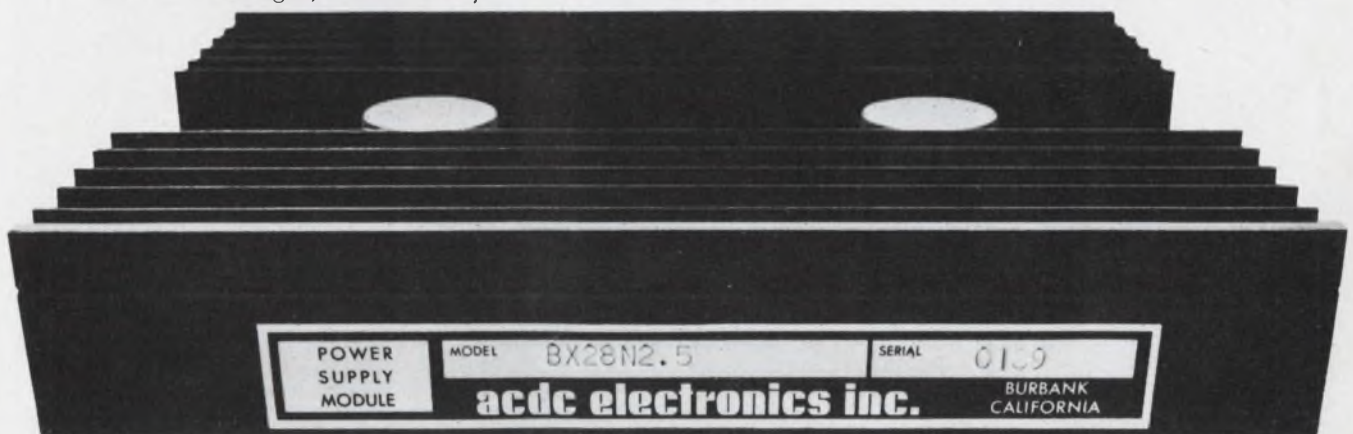 POWER
SUPPLY
MODULE
MODEL BX28N2.5
SERIAL
acdc electronics inc.
BURBANK
CALIFORNIA